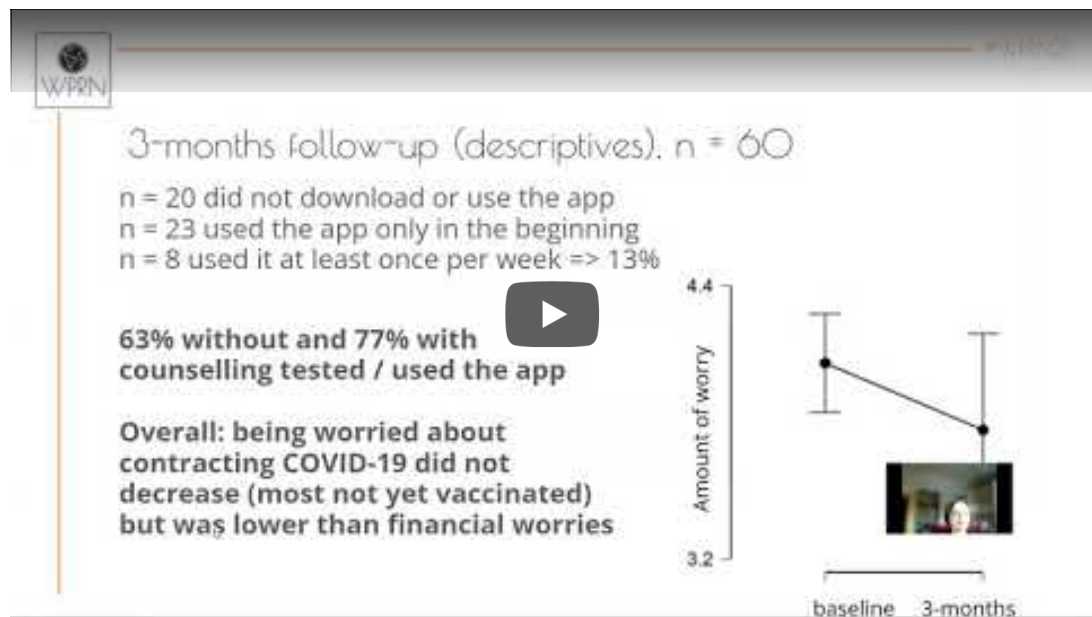 WPRN
3-months follow-up (descriptives), n = 60
n = 20 did not download or use the app
n = 23 used the app only in the beginning
n = 8 used it at least once per week => 13%
63% without and 77% with
counselling tested / used the app
Overall: being worried about
contracting COVID-19 did not
decrease (most not yet vaccinated)
but was lower than financial worries
4.4
Amount of worry
3.2
baseline 3-months